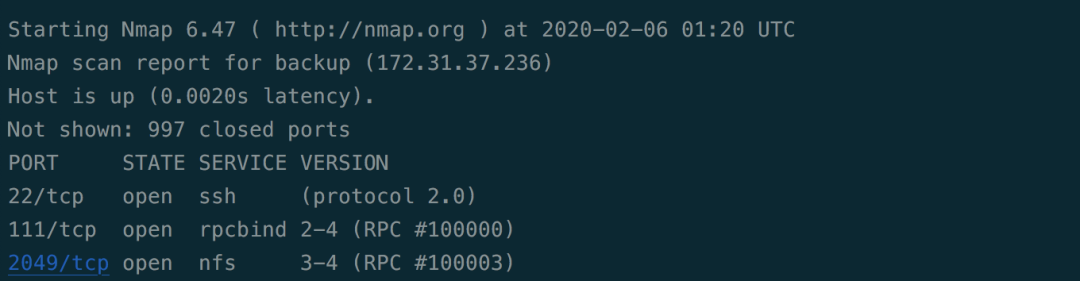 Starting Nmap 6.47 ( http://nmap.org ) at 2020-02-06 01:20 UTC
Nmap scan report for backup (172.31.37.236)
Host is up (0.0020s latency).
Not shown: 997 closed ports
PORT     STATE SERVICE VERSION
22/tcp   open  ssh     (protocol 2.0)
111/tcp  open  rpcbind 2-4 (RPC #100000)
2049/tcp open  nfs     3-4 (RPC #100003)